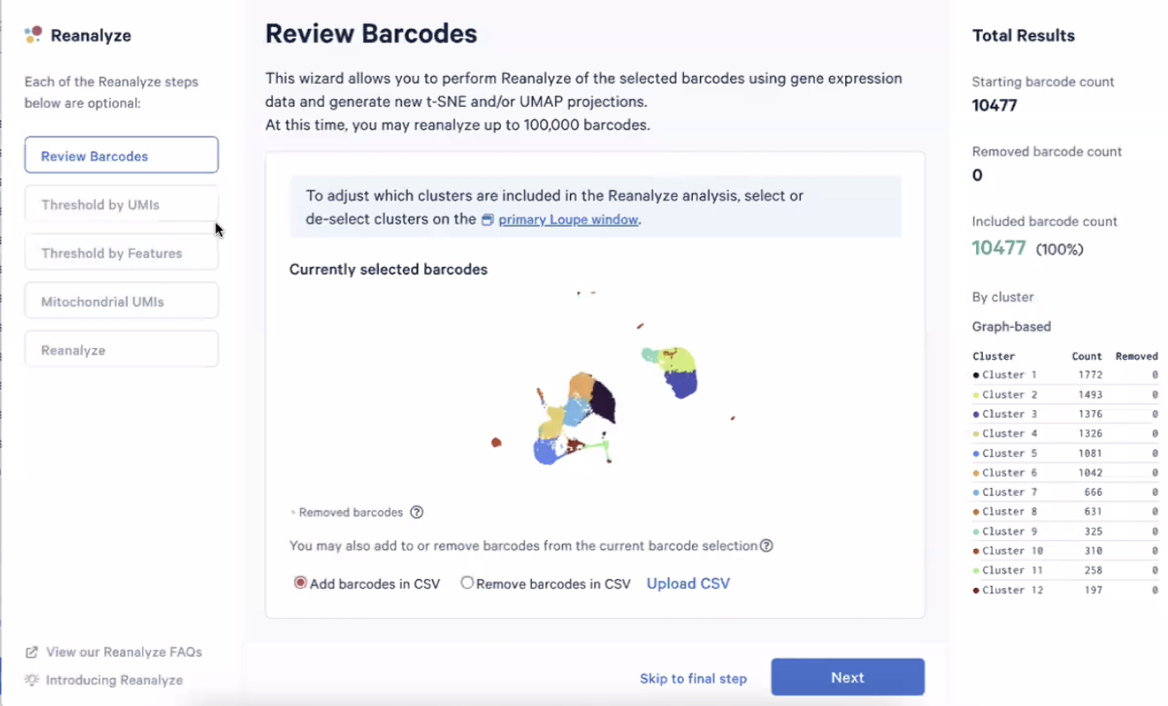 Reanalyze
Each of the Reanalyze steps
below are optional:
Review Barcodes
Threshold by UMIs
Threshold by Features
Mitochondrial UMIs
Reanalyze
View our Reanalyze FAQs
Introducing Reanalyze
Review Barcodes
This wizard allows you to perform Reanalyze of the selected barcodes using gene expression
data and generate new t-SNE and/or UMAP projections.
At this time, you may reanalyze up to 100,000 barcodes.
To adjust which clusters are included in the Reanalyze analysis, select or
de-select clusters on the primary Loupe window.
Currently selected barcodes
Removed barcodes ?
You may also add to or remove barcodes from the current barcode selection ?
Add barcodes in CSV Remove barcodes in CSV Upload CSV
Skip to final step Next
Total Results
Starting barcode count
10477
Removed barcode count
0
Included barcode count
10477 (100%)
By cluster
Graph-based
Cluster Count Removed
Cluster 1 1772 0
Cluster 2 1493 0
Cluster 3 1376 0
Cluster 4 1326 0
Cluster 5 1081 0
Cluster 6 1042 0
Cluster 7 666 0
Cluster 8 631 0
Cluster 9 325 0
Cluster 10 310 0
Cluster 11 258 0
Cluster 12 197 0